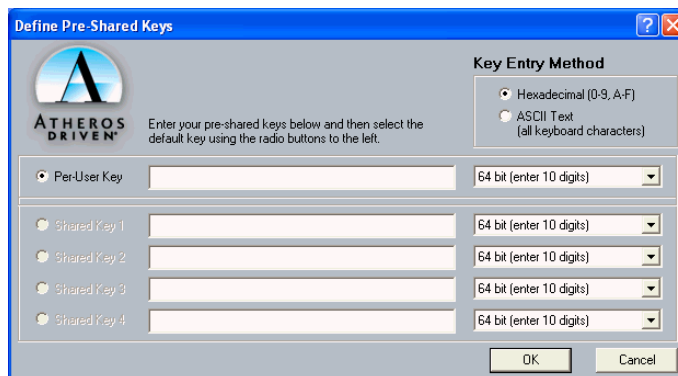 Define Pre-Shared Keys
Key Entry Method
Hexadecimal (0-9, A-F)
ASCII Text
(all keyboard characters)
A
ATHEROS
DRIVEN
Enter your pre-shared keys below and then select the
default key using the radio buttons to the left.
Per-User Key 64 bit (enter 10 digits)
Shared Key 1 64 bit (enter 10 digits)
Shared Key 2 64 bit (enter 10 digits)
Shared Key 3 64 bit (enter 10 digits)
Shared Key 4 64 bit (enter 10 digits)
OK Cancel